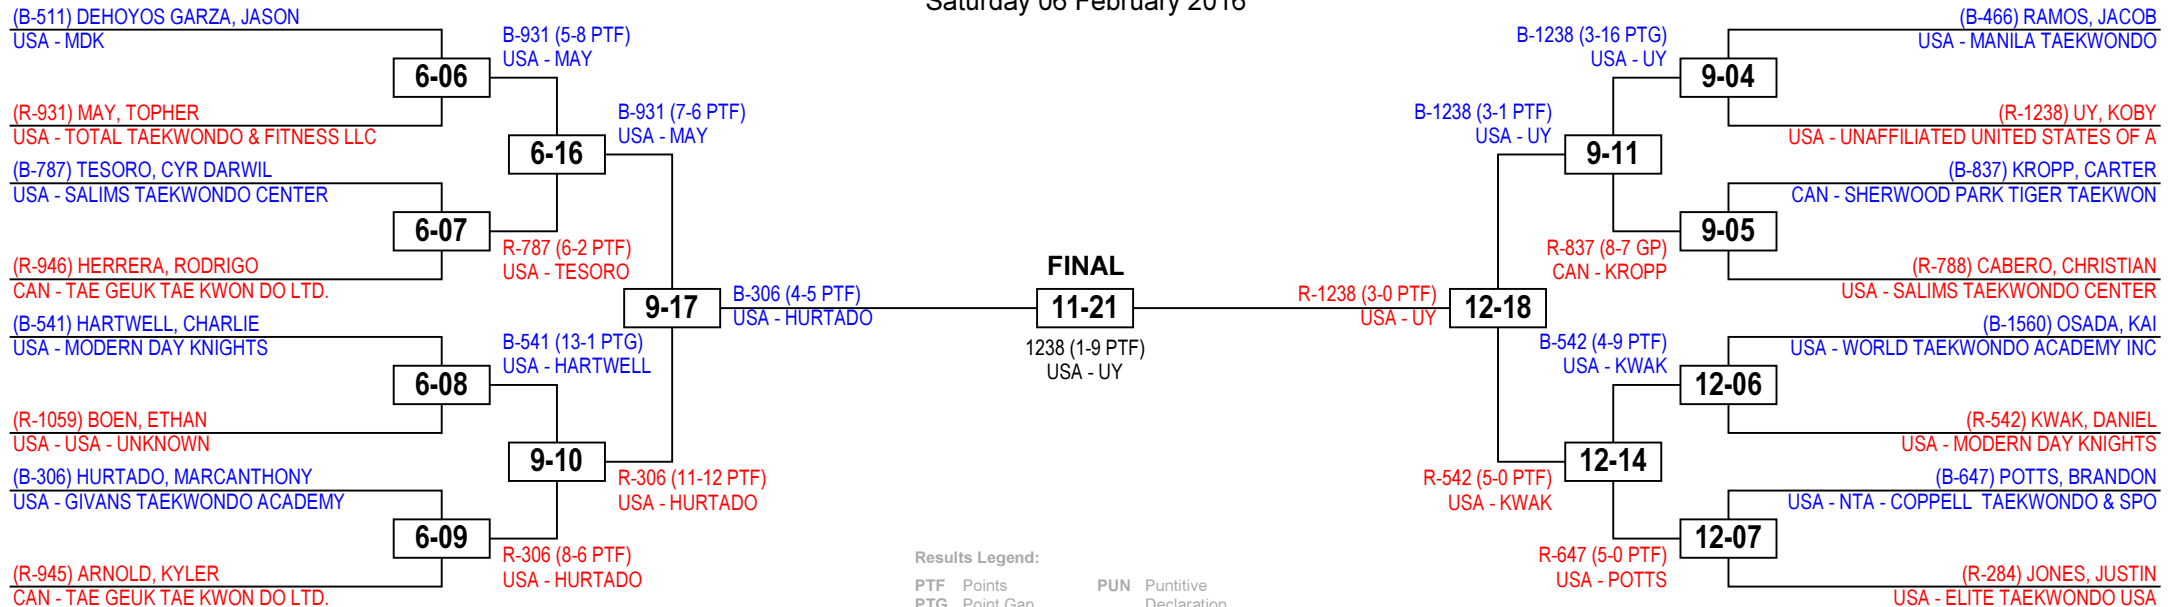 Saturday 06 February 2016
(B-511) DEHOYOS GARZA, JASON
USA - MDK
6-06
(R-931) MAY, TOPHER
USA - TOTAL TAEKWONDO & FITNESS LLC
(B-787) TESORO, CYR DARWIL
USA - SALIMS TAEKWONDO CENTER
6-07
(R-946) HERRERA, RODRIGO
CAN - TAE GEUK TAE KWON DO LTD.
(B-541) HARTWELL, CHARLIE
USA - MODERN DAY KNIGHTS
6-08
(R-1059) BOEN, ETHAN
USA - USA - UNKNOWN
(B-306) HURTADO, MARCANTHONY
USA - GIVANS TAEKWONDO ACADEMY
6-09
(R-945) ARNOLD, KYLER
CAN - TAE GEUK TAE KWON DO LTD.
B-931 (5-8 PTF)
USA - MAY
6-16
R-787 (6-2 PTF)
USA - TESORO
B-541 (13-1 PTG)
USA - HARTWELL
9-10
R-306 (8-6 PTF)
USA - HURTADO
B-931 (7-6 PTF)
USA - MAY
9-17
R-306 (11-12 PTF)
USA - HURTADO
B-306 (4-5 PTF)
USA - HURTADO
FINAL
11-21
1238 (1-9 PTF)
USA - UY
R-1238 (3-0 PTF)
USA - UY
12-18
B-1238 (3-1 PTF)
USA - UY
9-11
R-542 (5-0 PTF)
USA - KWAK
12-14
B-1238 (3-16 PTG)
USA - UY
R-837 (8-7 GP)
CAN - KROPP
B-542 (4-9 PTF)
USA - KWAK
R-647 (5-0 PTF)
USA - POTTS
(B-466) RAMOS, JACOB
USA - MANILA TAEKWONDO
9-04
(R-1238) UY, KOBY
USA - UNAFFILIATED UNITED STATES OF A
(B-837) KROPP, CARTER
CAN - SHERWOOD PARK TIGER TAEKWON
9-05
(R-788) CABERO, CHRISTIAN
USA - SALIMS TAEKWONDO CENTER
(B-1560) OSADA, KAI
USA - WORLD TAEKWONDO ACADEMY INC
12-06
(R-542) KWAK, DANIEL
USA - MODERN DAY KNIGHTS
(B-647) POTTS, BRANDON
USA - NTA - COPPELL TAEKWONDO & SPO
12-07
(R-284) JONES, JUSTIN
USA - ELITE TAEKWONDO USA
Results Legend:
PTF Points PUN Puntitive
PTG Point Gap Declaration